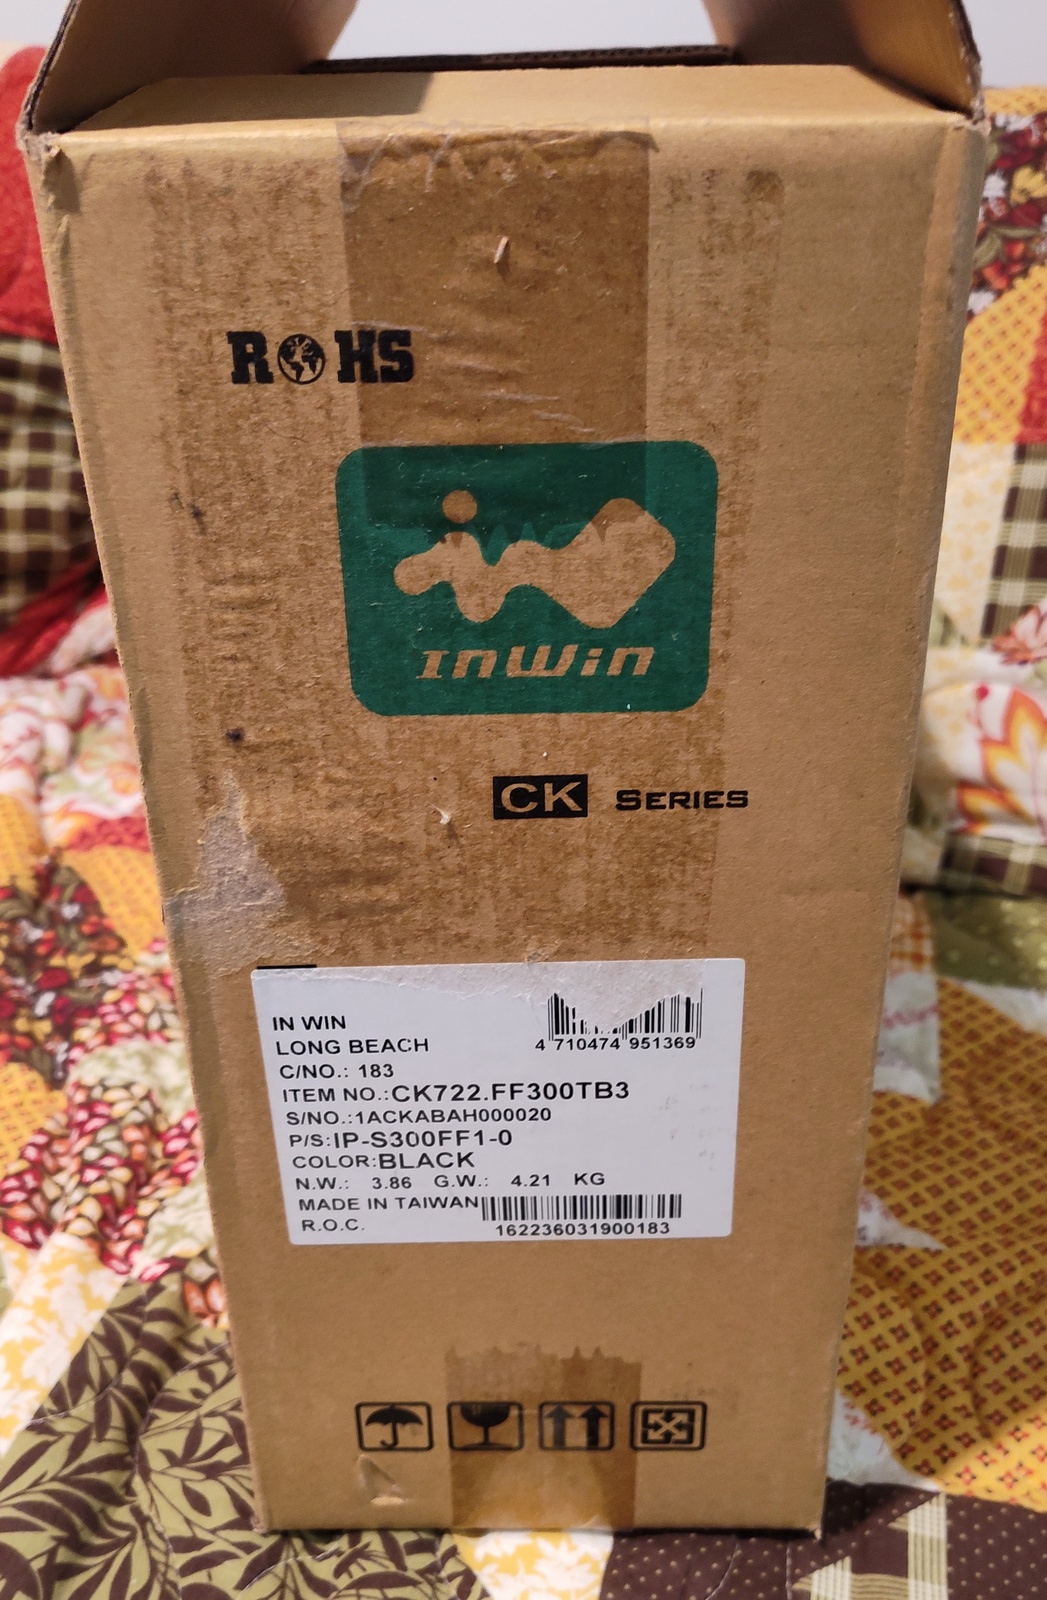 ROHS
InWin
CK SERIES
IN WIN
LONG BEACH
4 710474 951369
C/NO.: 183
ITEM NO.:CK722.FF300TB3
S/NO.:1ACKABAH000020
P/S:IP-S300FF1-0
COLOR:BLACK
N.W.: 3.86 G.W.: 4.21 KG
MADE IN TAIWAN
R.O.C.
162236031900183